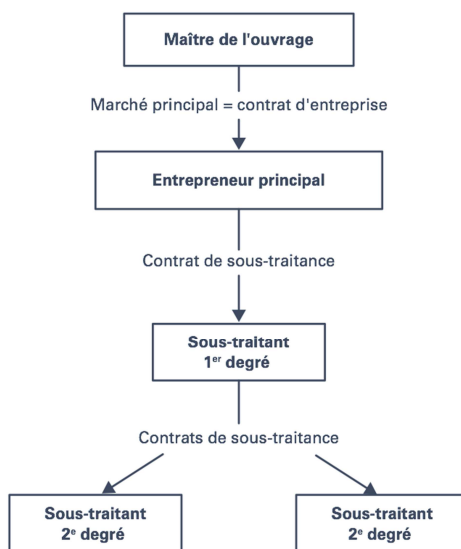 Maître de l'ouvrage
Marché principal = contrat d'entreprise
Entrepreneur principal
Contrat de sous-traitance
Sous-traitant
1er degré
Contrats de sous-traitance
Sous-traitant
2e degré
Sous-traitant
2e degré